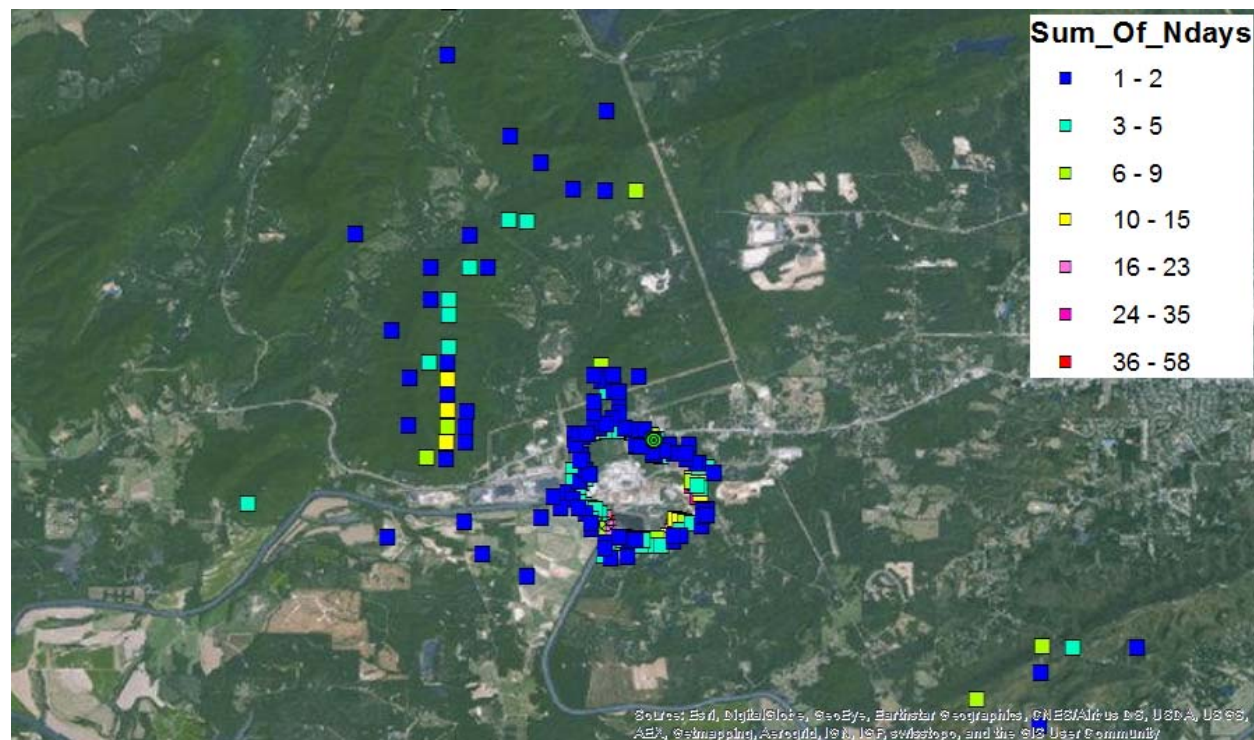 Sum_Of_Ndays
1 - 2
3 - 5
6 - 9
10 - 15
16 - 23
24 - 35
36 - 58
Source: Esri, DigitalGlobe, GeoEye, Earthstar Geographics, CNES/Airbus DS, USDA, USGS,
AEX, Getmapping, Aerogrid, IGN, IGP, swisstopo, and the GIS User Community